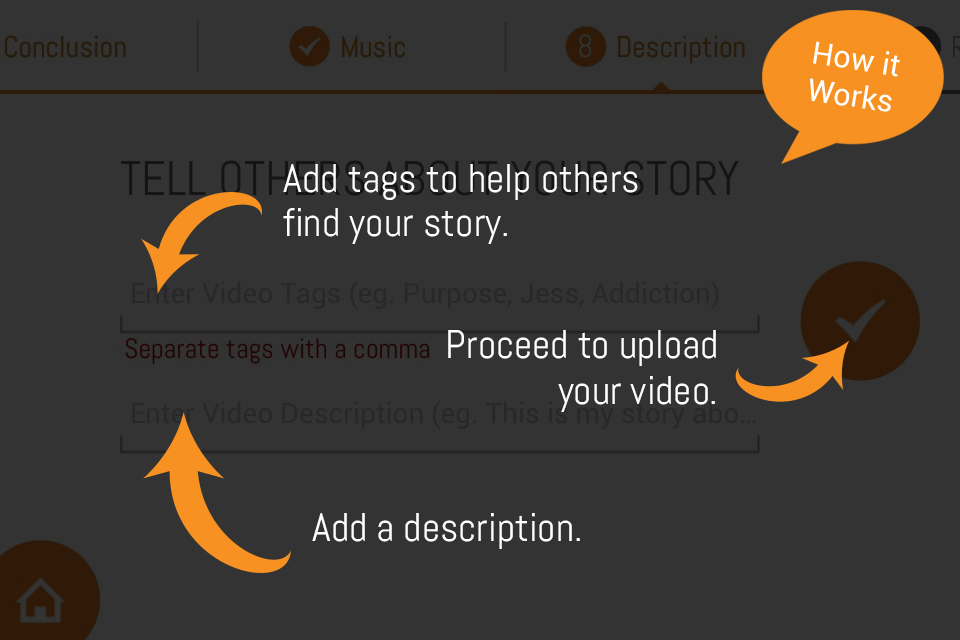 Conclusion
Music
8 Description
R
How it
Works
TELL OTHERS ABOUT YOUR STORY
Add tags to help others
find your story.
Enter Video Tags (eg. Purpose, Jess, Addiction)
Separate tags with a comma
Proceed to upload
your video.
Enter Video Description (eg. This is my story abo...
Add a description.